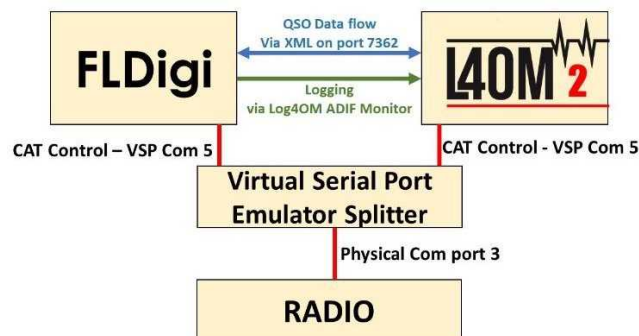 QSO Data flow
Via XML on port 7362
FLDigi
L4OM 2
Logging
via Log4OM ADIF Monitor
CAT Control – VSP Com 5
CAT Control - VSP Com 5
Virtual Serial Port
Emulator Splitter
Physical Com port 3
RADIO